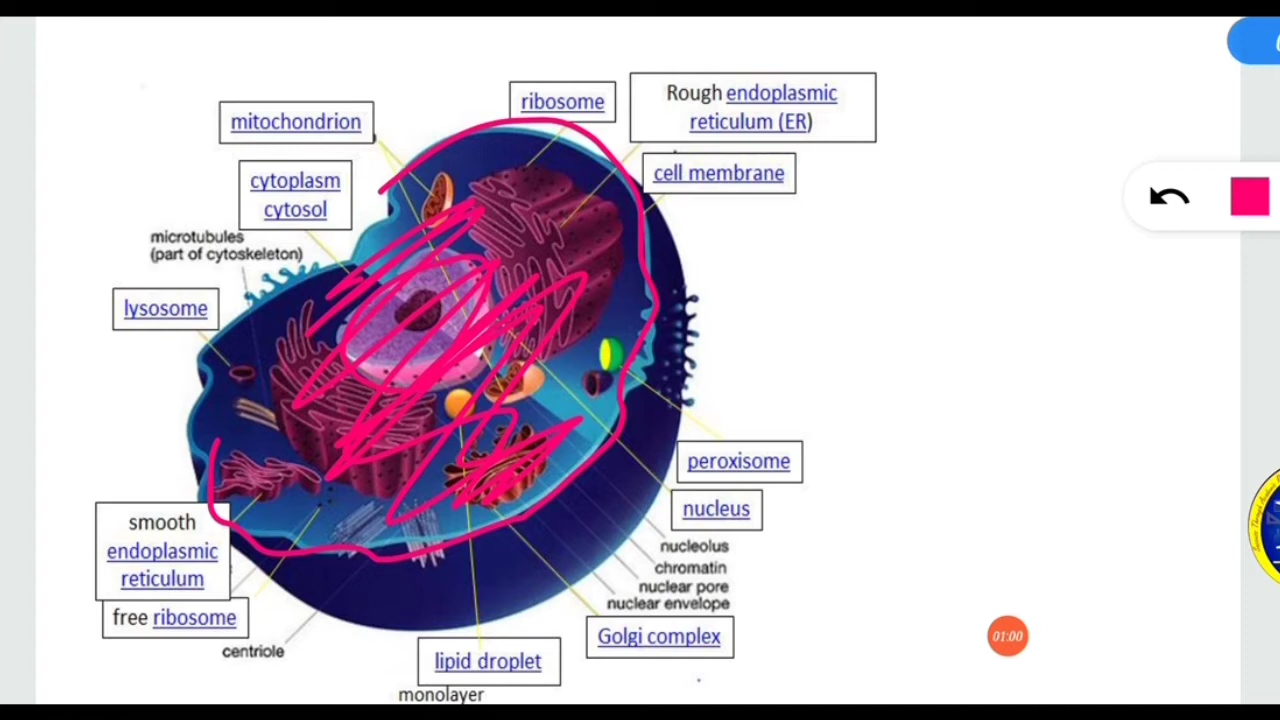 ribosome
Rough endoplasmic
reticulum (ER)
mitochondrion
cell membrane
cytoplasm
cytosol
microtubules
(part of cytoskeleton)
lysosome
peroxisome
nucleus
smooth
endoplasmic
reticulum
nucleolus
chromatin
nuclear pore
nuclear envelope
free ribosome
Golgi complex
centriole
lipid droplet
monolayer
01:00